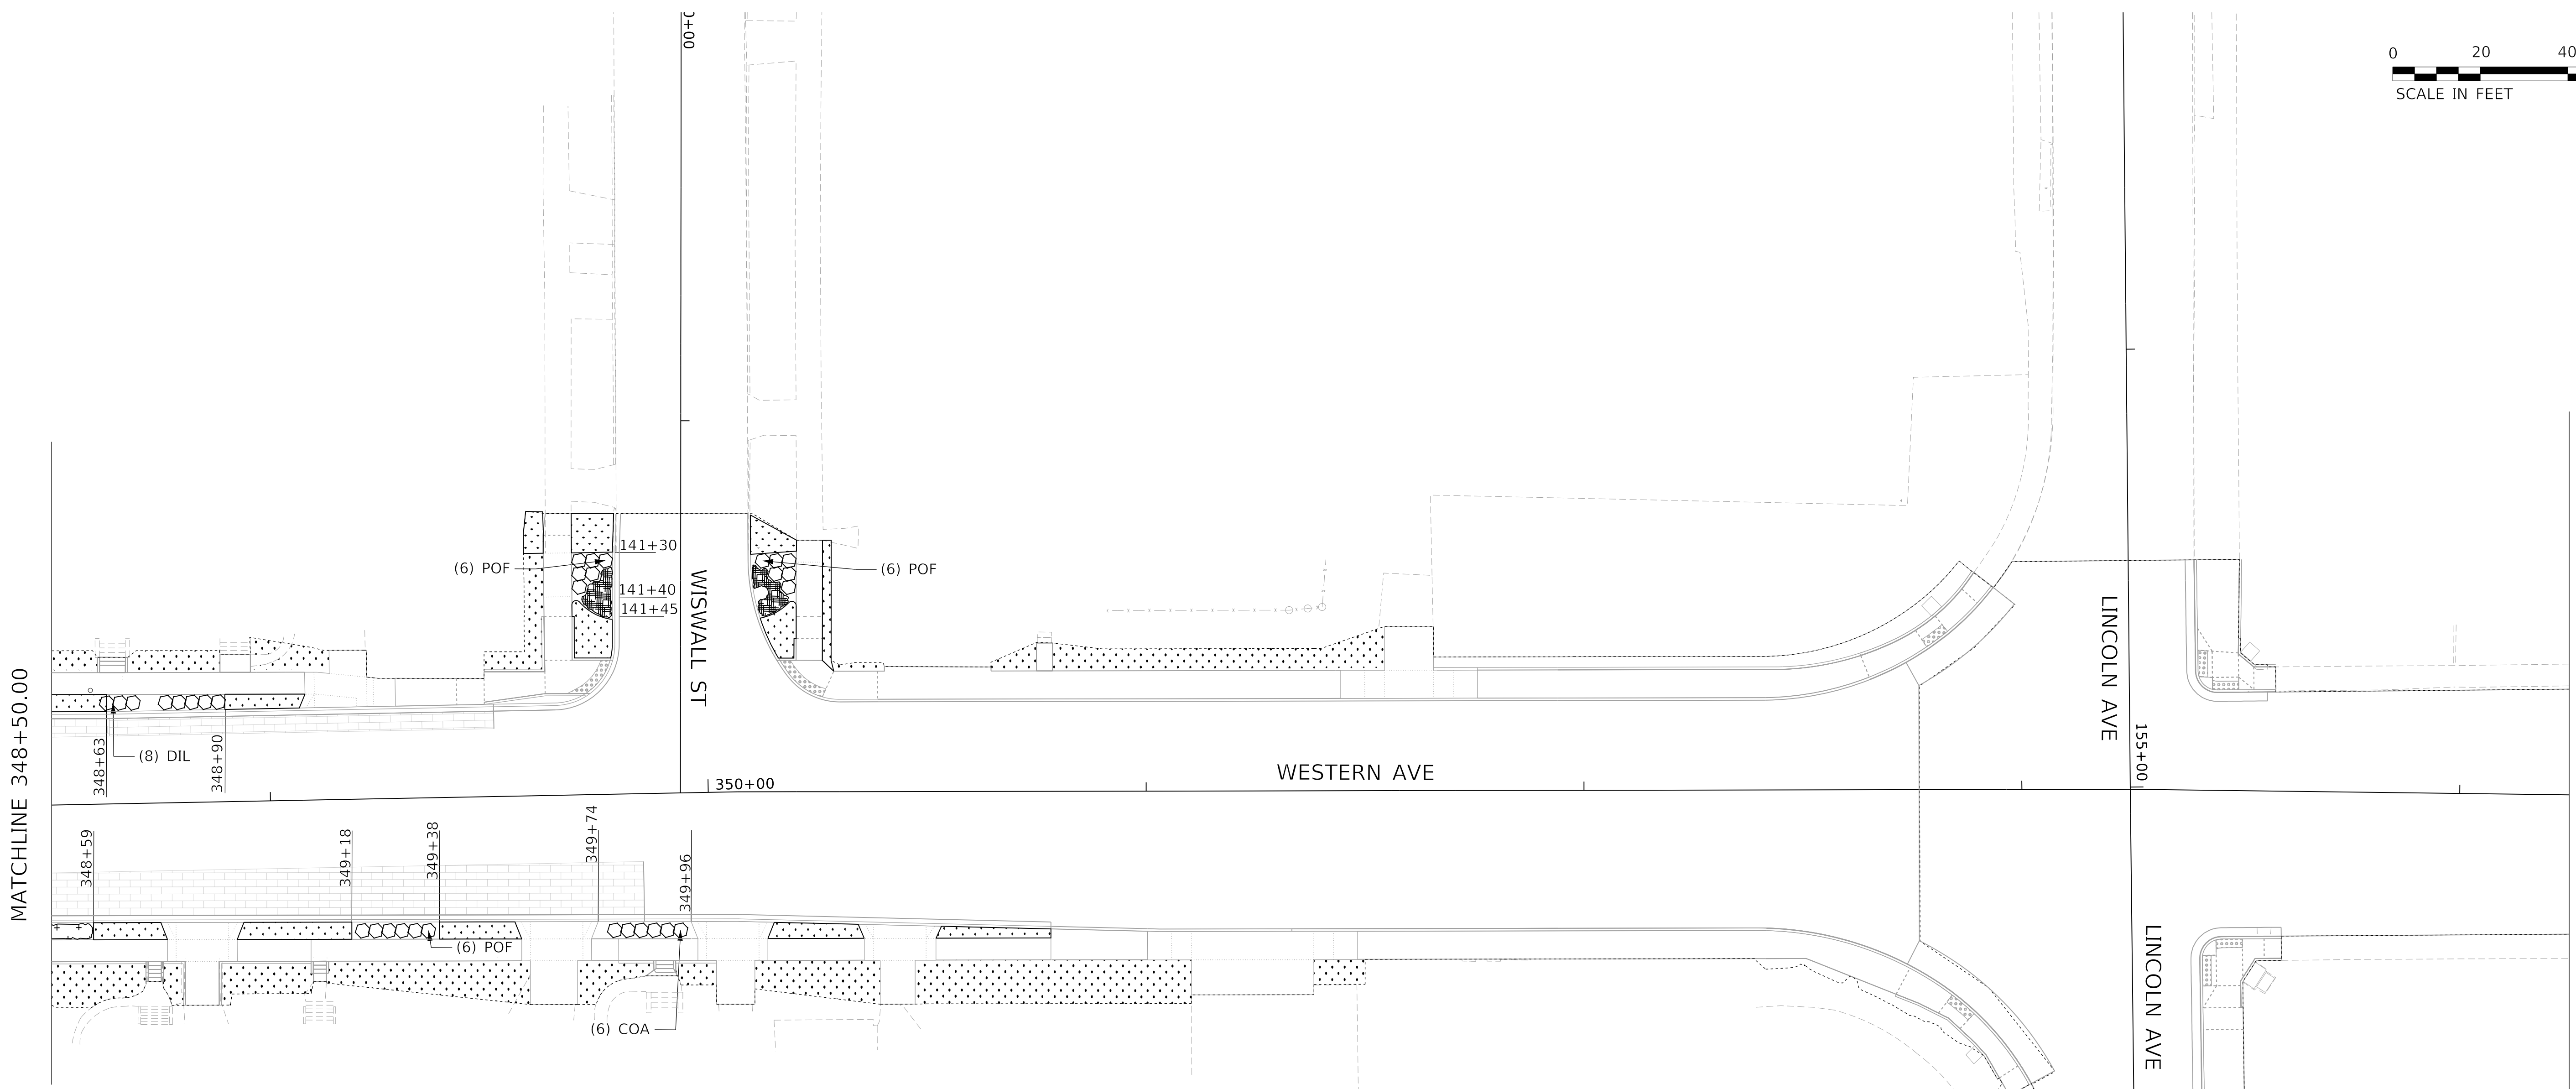 0+00
0 20 40
SCALE IN FEET
141+30
(6) POF
(6) POF
141+40
141+45
WISWALL ST
LINCOLN AVE
MATCHLINE 348+50.00
348+63
(8) DIL
348+90
155+00
WESTERN AVE
350+00
348+59
349+18
349+38
349+74
349+96
(6) POF
(6) COA
LINCOLN AVE